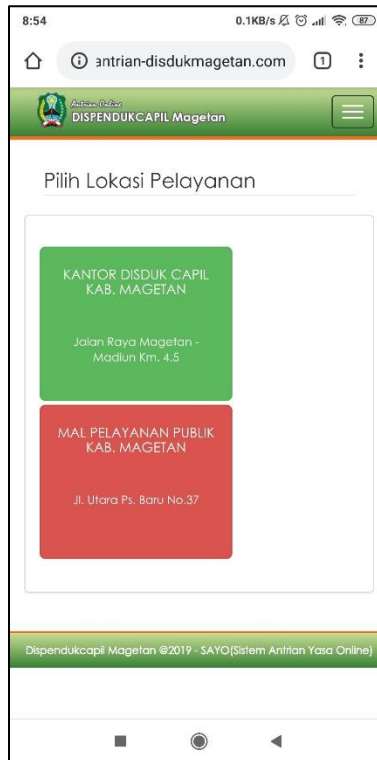 8:54 0.1KB/s 87
antrian-disdukmagetan.com 1
Antrian Online
DISPENDUKCAPIL Magetan
Pilih Lokasi Pelayanan
KANTOR DISDUK CAPIL
KAB. MAGETAN
Jalan Raya Magetan -
Madiun Km. 4.5
MAL PELAYANAN PUBLIK
KAB. MAGETAN
Jl. Utara Ps. Baru No.37
Dispendukcapil Magetan @2019 - SAYO(Sistem Antrian Yasa Online)